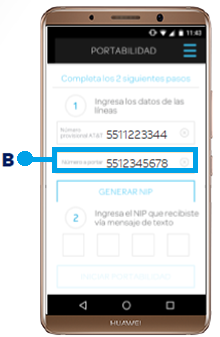 11:43
PORTABILIDAD
Completa los 2 siguientes pasos
1 Ingresa los datos de las
líneas
Número
provisional AT&T 5511223344
B
Número a portar 5512345678
GENERAR NIP
2 Ingresa el NIP que recibiste
vía mensaje de texto
INICIAR PORTABILIDAD
HUAWEI